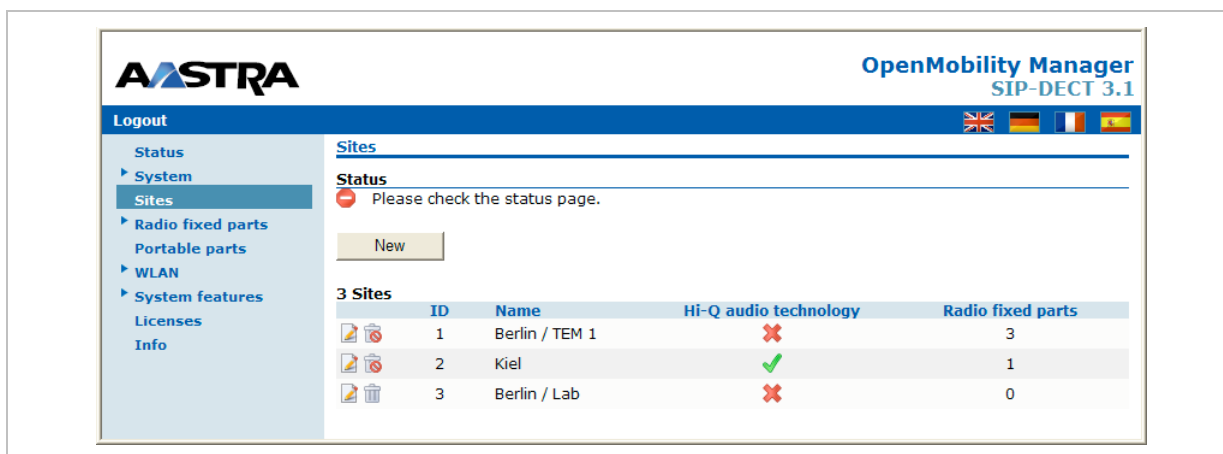 AASTRA
OpenMobility Manager
SIP-DECT 3.1
Logout
Status
System
Sites
Radio fixed parts
Portable parts
WLAN
System features
Licenses
Info
Sites
Status
Please check the status page.
New
3 Sites
ID Name Hi-Q audio technology Radio fixed parts
1 Berlin / TEM 1 3
2 Kiel 1
3 Berlin / Lab 0